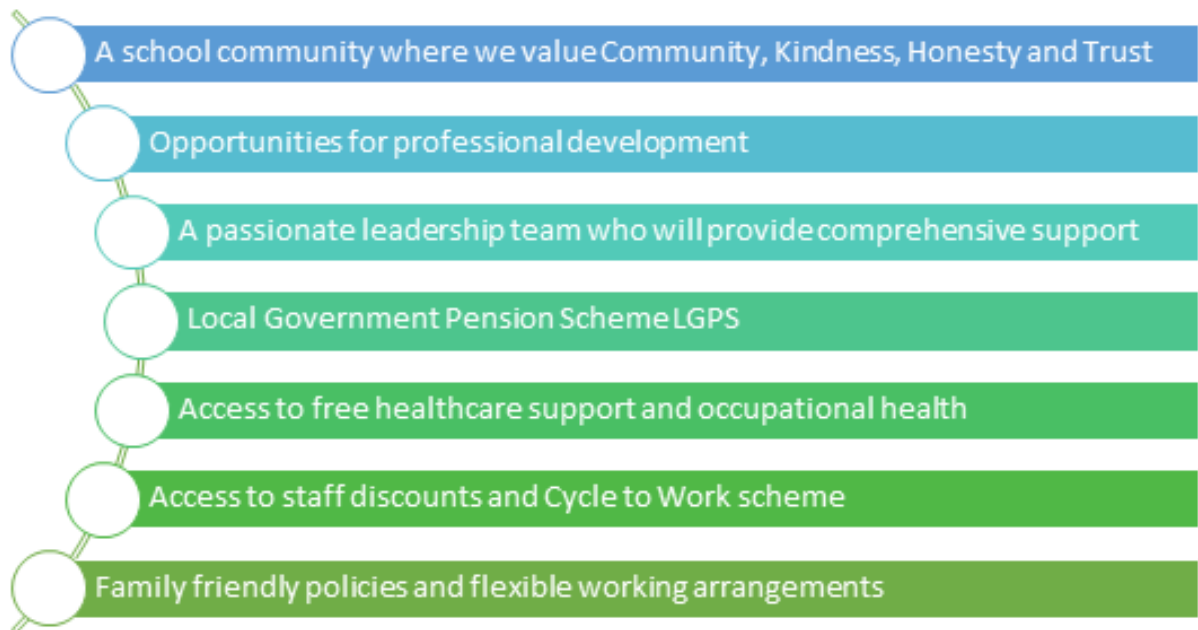 A school community where we value Community, Kindness, Honesty and Trust
Opportunities for professional development
A passionate leadership team who will provide comprehensive support
Local Government Pension Scheme LGPS
Access to free healthcare support and occupational health
Access to staff discounts and Cycle to Work scheme
Family friendly policies and flexible working arrangements